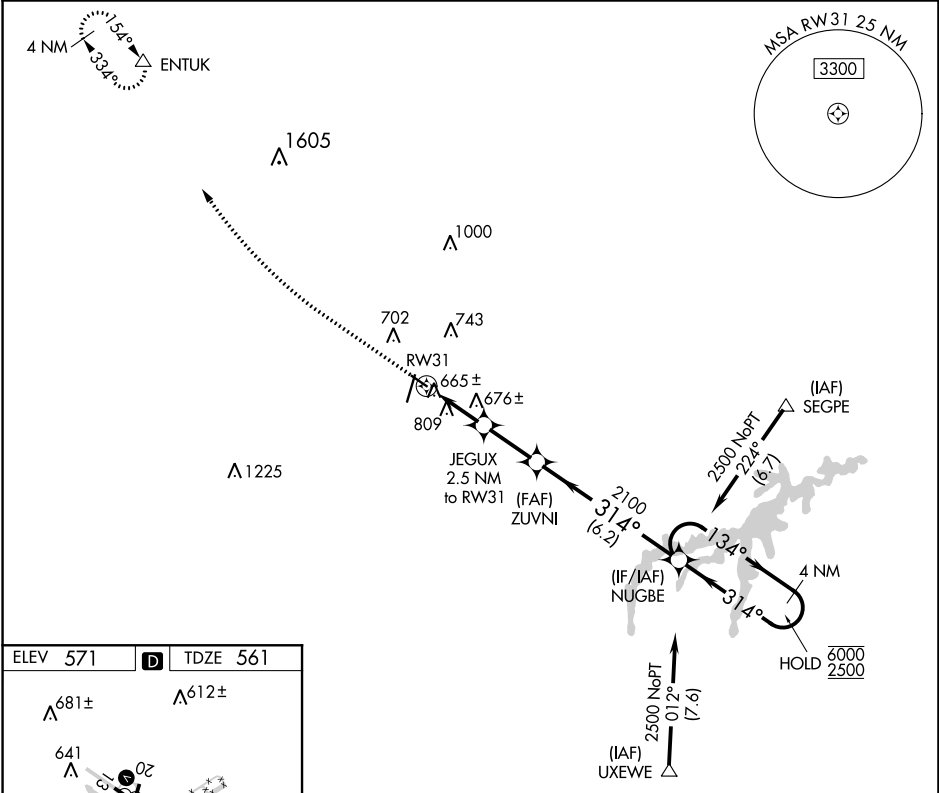 154°
4 NM
334°
ENTUK
MSA RW31 25 NM
3300
1605
1000
702
743
RW31
665±
676±
809
1225
JEGUX
2.5 NM
to RW31
(FAF)
ZUVNI
2100
314°
(6.2)
(IAF)
SEGPE
2500 NoPT
224°
(6.7)
134°
4 NM
314°
(IF/IAF)
NUGBE
HOLD
6000
2500
2500 NoPT
012°
(7.6)
(IAF)
UXEWE
ELEV 571
D
TDZE 561
681±
612±
641
13
V
20